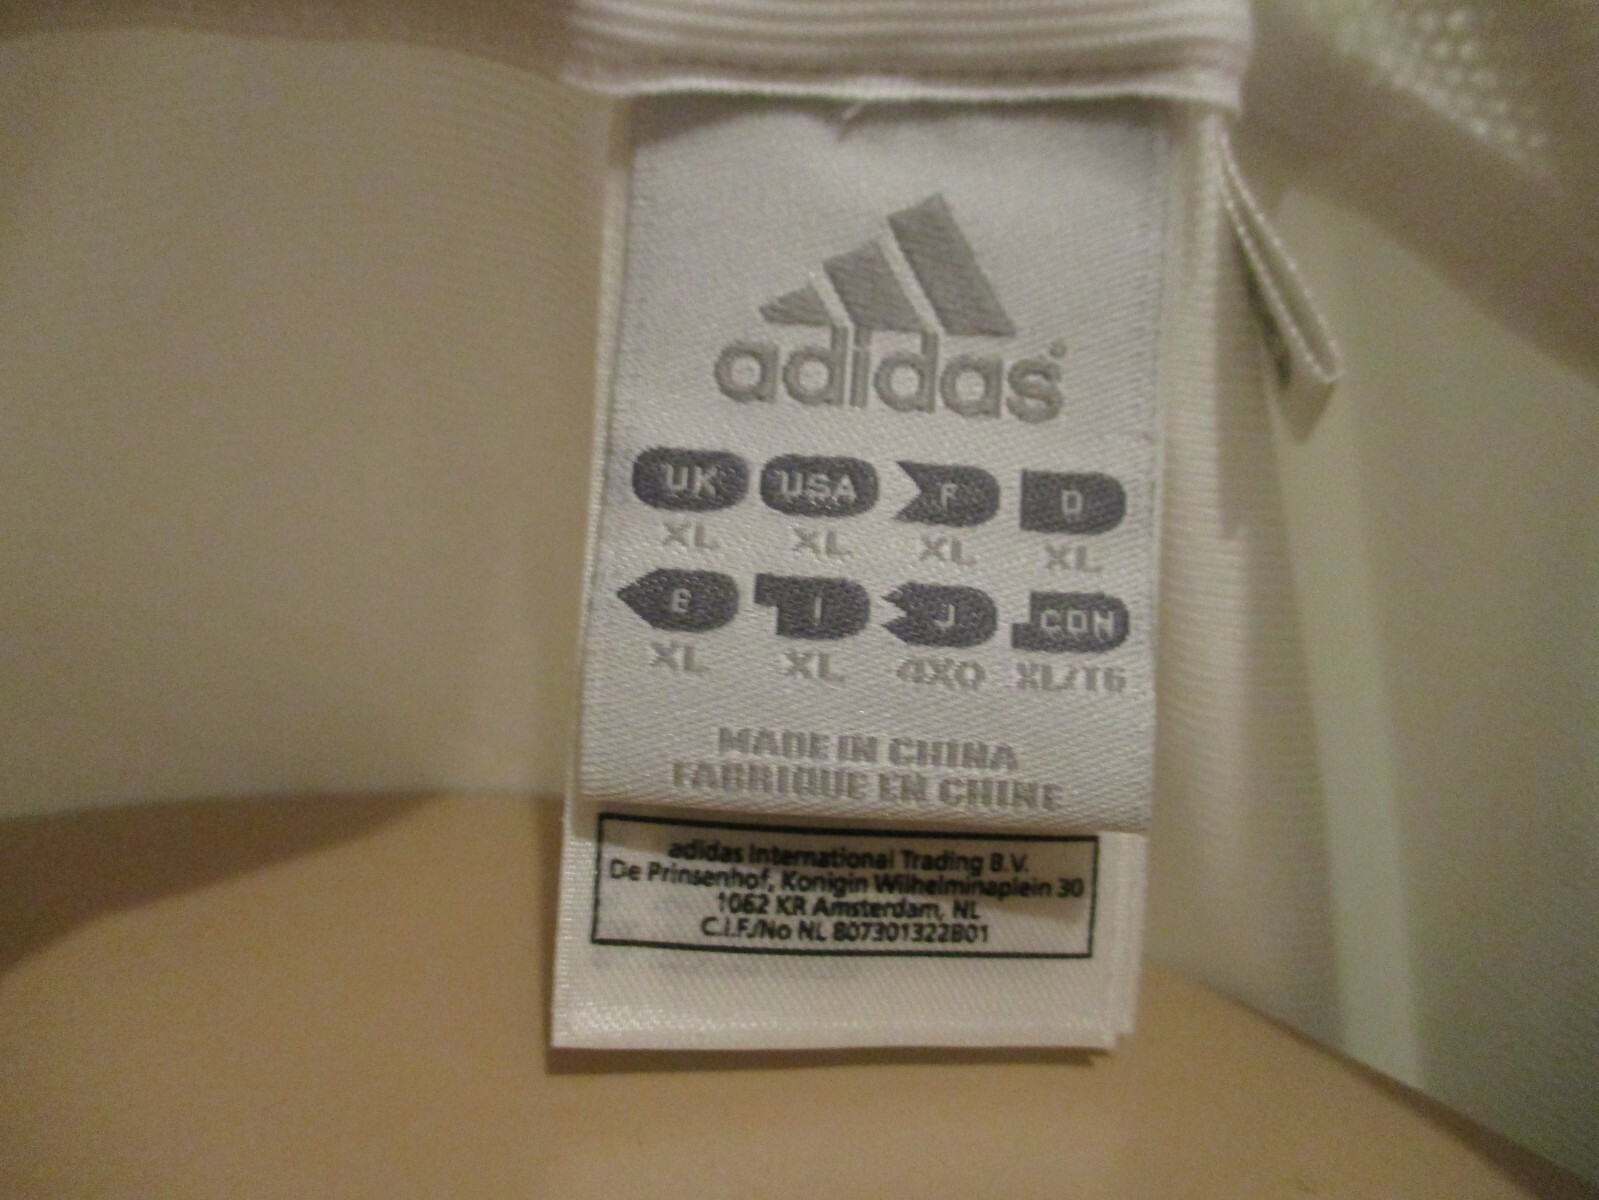 adidas
UK USA F D
XL XL XL XL
E I J CON
XL XL 4XO XL/TG
MADE IN CHINA
FABRIQUE EN CHINE
adidas International Trading B.V.
De Prinsenhof, Konigin Wilhelminaplein 30
1062 KR Amsterdam, NL
C.I.F./No NL 807301322B01